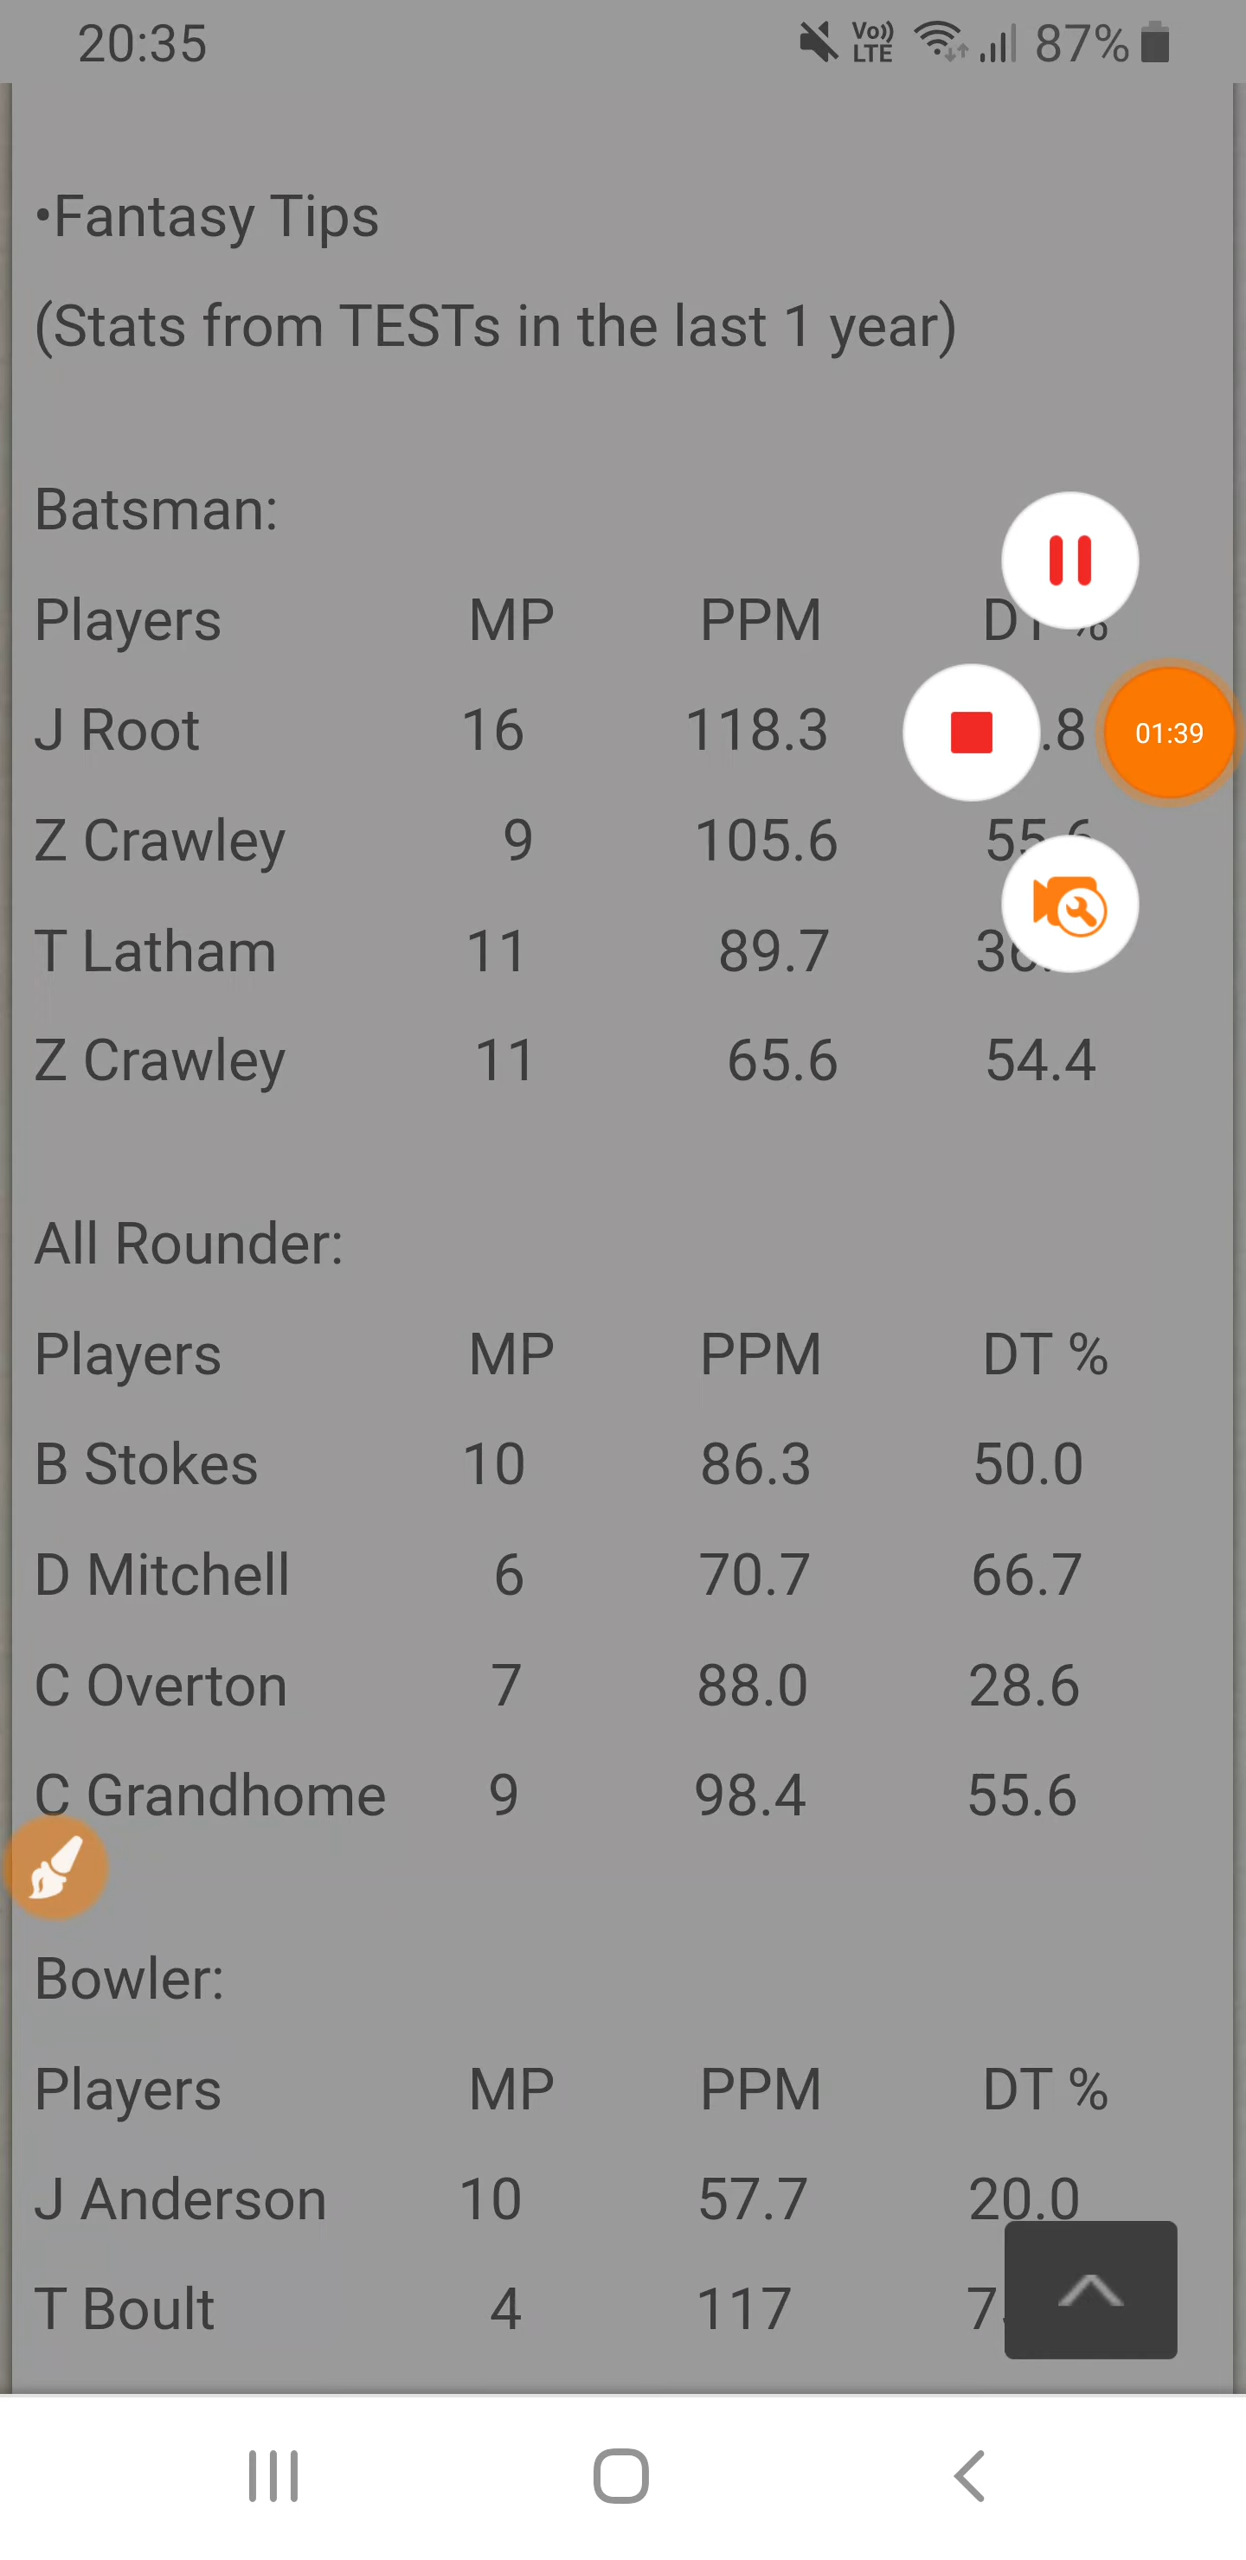 20:35 Vo)) LTE 87%
•Fantasy Tips
(Stats from TESTs in the last 1 year)
Batsman:
Players MP PPM
J Root 16 118.3 .8 01:39
Z Crawley 9 105.6
T Latham 11 89.7
Z Crawley 11 65.6 54.4
All Rounder:
Players MP PPM DT %
B Stokes 10 86.3 50.0
D Mitchell 6 70.7 66.7
C Overton 7 88.0 28.6
C Grandhome 9 98.4 55.6
Bowler:
Players MP PPM DT %
J Anderson 10 57.7 20.0
T Boult 4 117